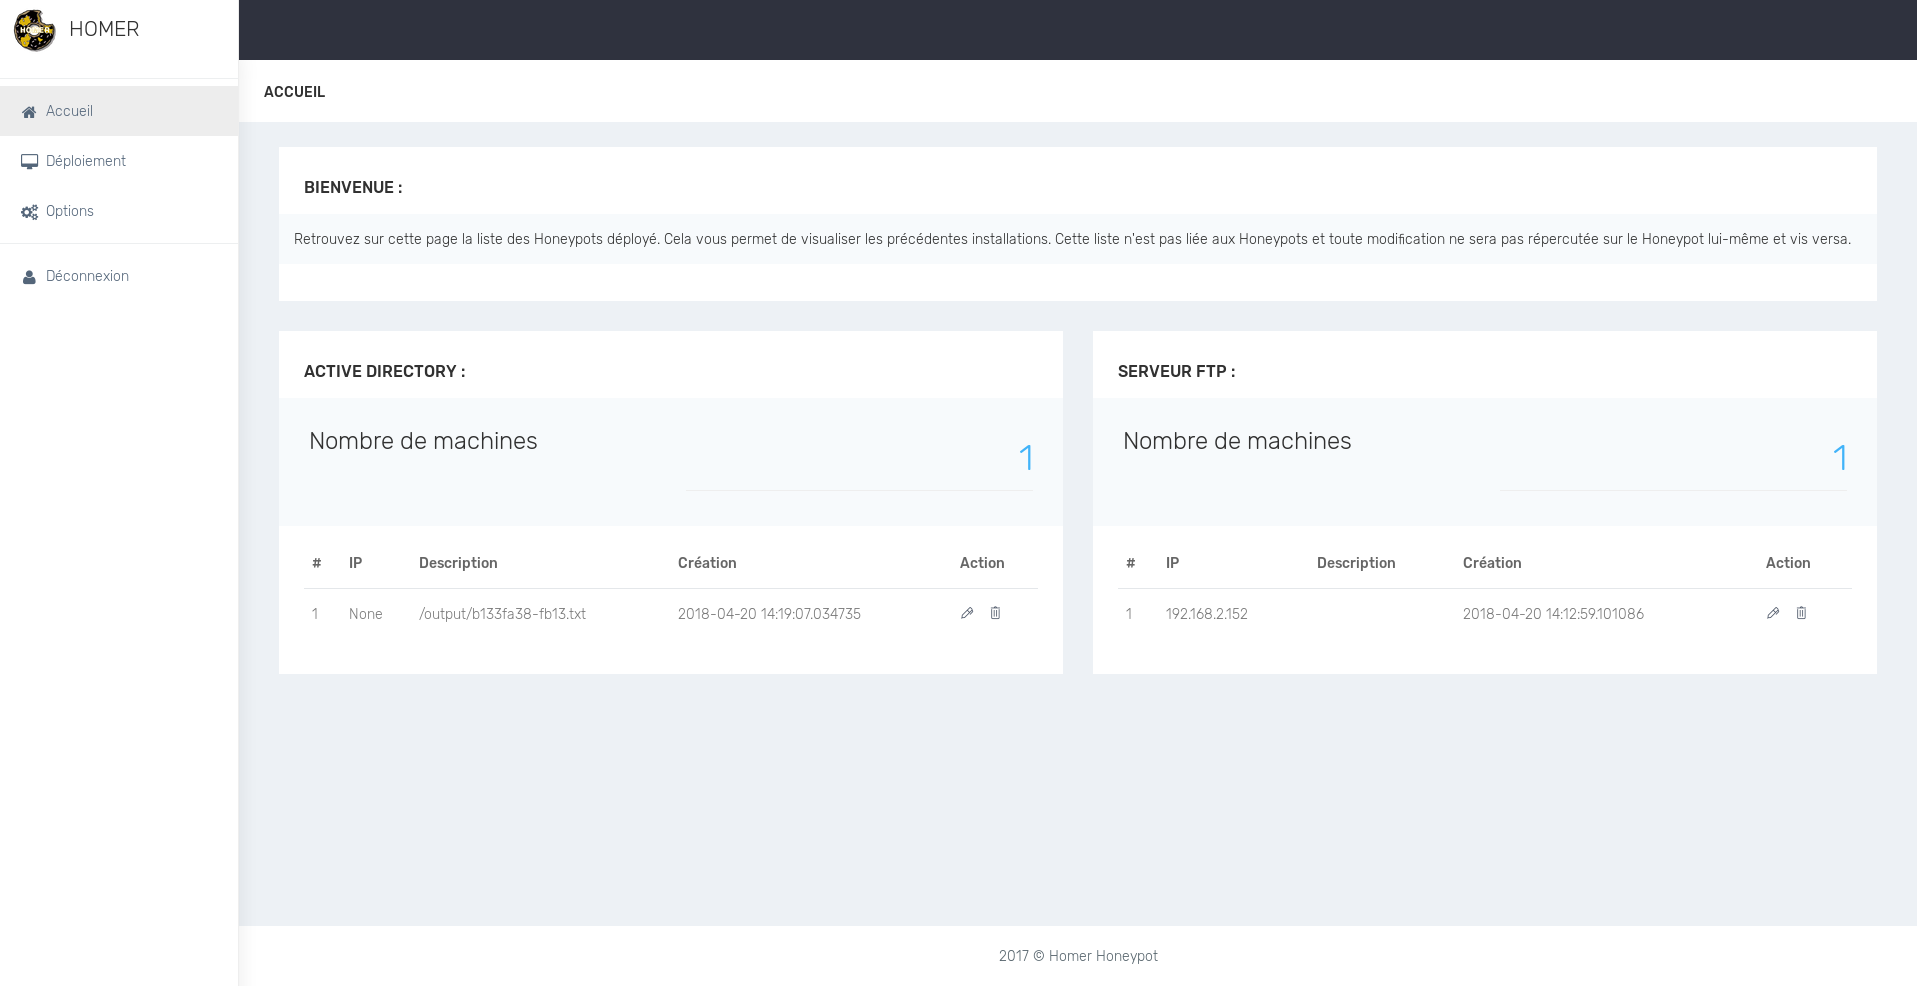 HOMER
HOMER
Accueil
Déploiement
Options
Déconnexion
ACCUEIL
BIENVENUE :
Retrouvez sur cette page la liste des Honeypots déployé. Cela vous permet de visualiser les précédentes installations. Cette liste n'est pas liée aux Honeypots et toute modification ne sera pas répercutée sur le Honeypot lui-même et vis versa.
ACTIVE DIRECTORY :
Nombre de machines
1
# IP Description Création Action
1 None /output/b133fa38-fb13.txt 2018-04-20 14:19:07.034735
SERVEUR FTP :
Nombre de machines
1
# IP Description Création Action
1 192.168.2.152 2018-04-20 14:12:59.101086
2017 © Homer Honeypot